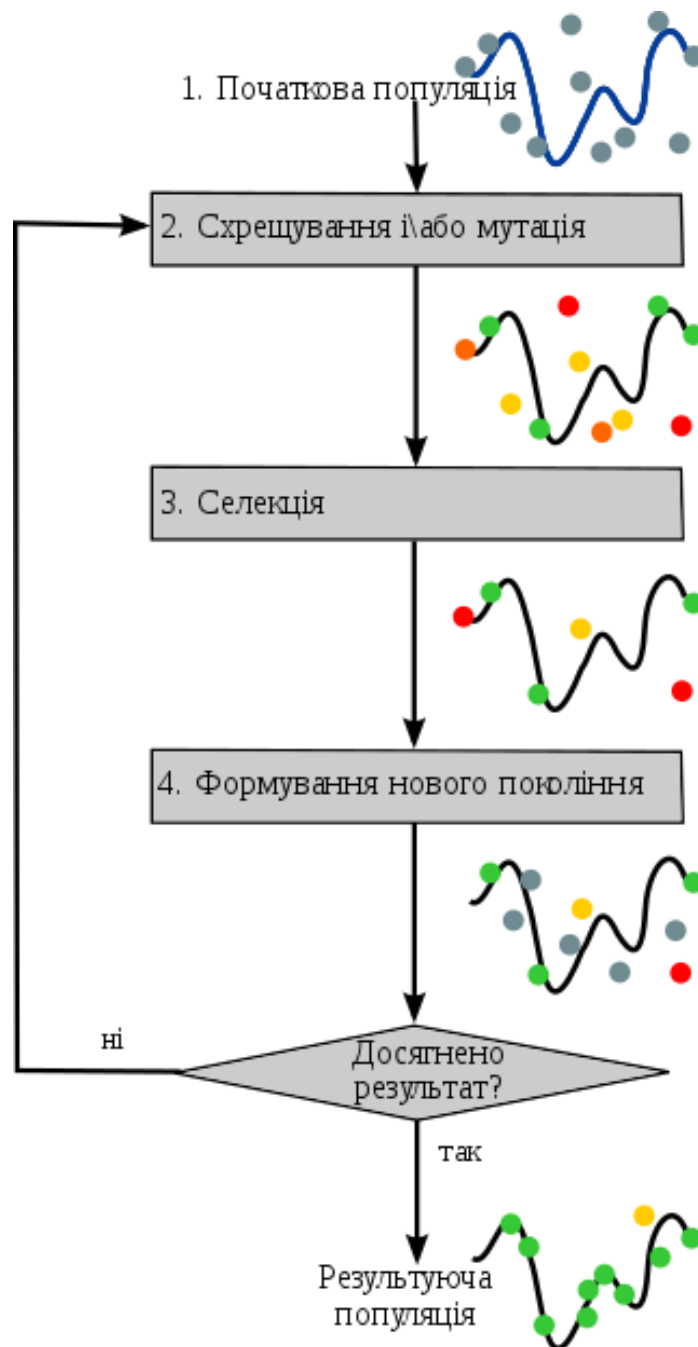 1. Початкова популяція
2. Схрещування і\або мутація
3. Селекція
4. Формування нового покоління
ні
Досягнено
результат?
так
Результуюча
популяція